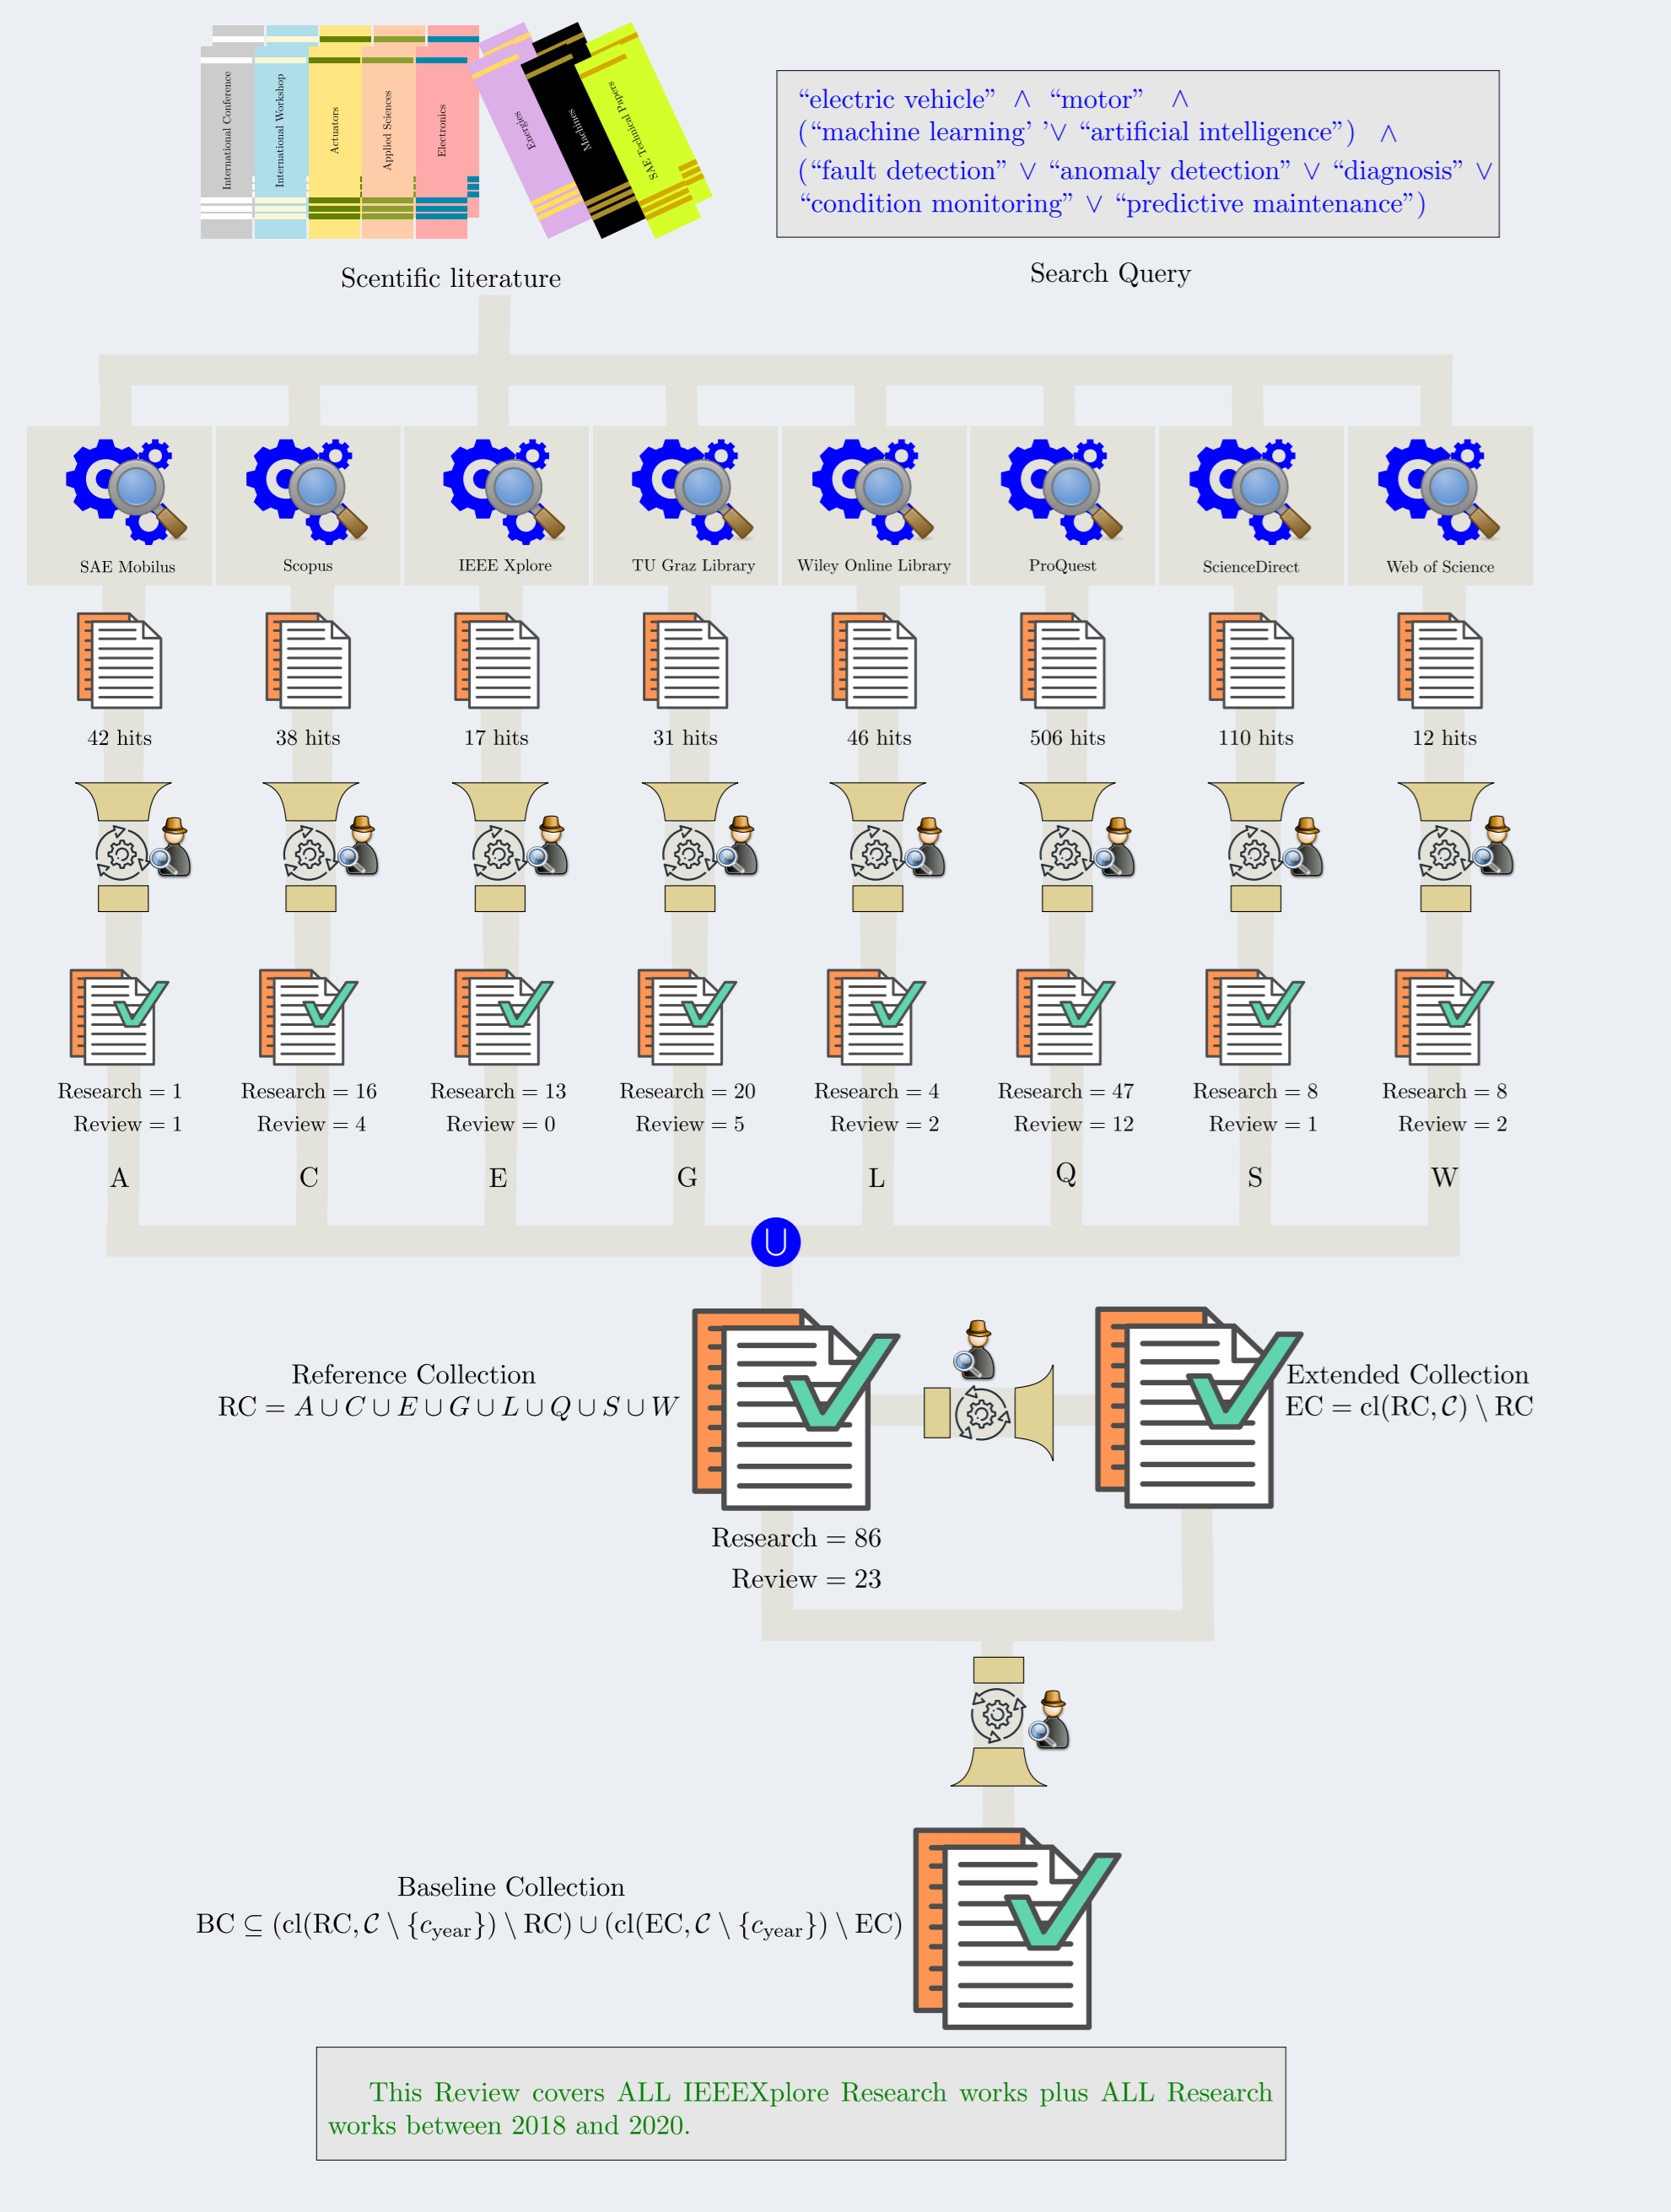 International Conference
International Workshop
Actuators
Applied Sciences
Electronics
Energies
Machines
SAE Technical Papers
“electric vehicle” ∧ “motor” ∧
(“machine learning’ ’∨ “artificial intelligence”) ∧
(“fault detection” ∨ “anomaly detection” ∨ “diagnosis” ∨
“condition monitoring” ∨ “predictive maintenance”)
Scentific literature
Search Query
SAE Mobilus
Scopus
IEEE Xplore
TU Graz Library
Wiley Online Library
ProQuest
ScienceDirect
Web of Science
42 hits
38 hits
17 hits
31 hits
46 hits
506 hits
110 hits
12 hits
Research = 1
Review = 1
Research = 16
Review = 4
Research = 13
Review = 0
Research = 20
Review = 5
Research = 4
Review = 2
Research = 47
Review = 12
Research = 8
Review = 1
Research = 8
Review = 2
A
C
E
G
L
Q
S
W
∪
Reference Collection
RC = A ∪ C ∪ E ∪ G ∪ L ∪ Q ∪ S ∪ W
Extended Collection
EC = cl(RC, 𝒞) \ RC
Research = 86
Review = 23
Baseline Collection
BC ⊆ (cl(RC, 𝒞 \ {c_year}) \ RC) ∪ (cl(EC, 𝒞 \ {c_year}) \ EC)
This Review covers ALL IEEEXplore Research works plus ALL Research
works between 2018 and 2020.